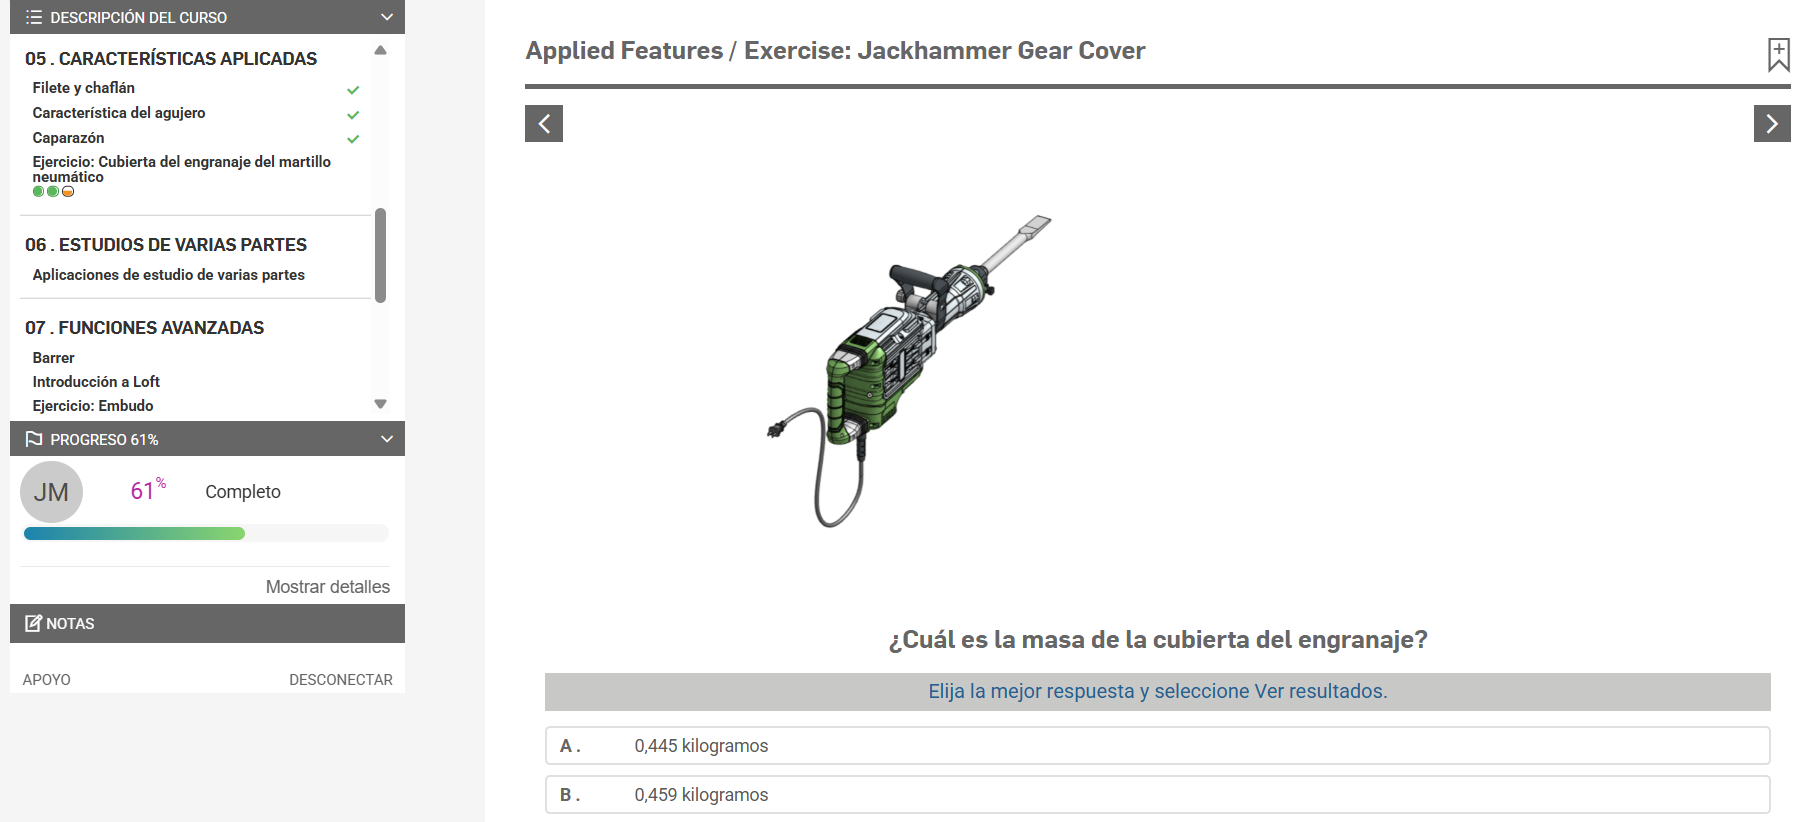 DESCRIPCIÓN DEL CURSO
05 . CARACTERÍSTICAS APLICADAS
Filete y chaflán
Característica del agujero
Caparazón
Ejercicio: Cubierta del engranaje del martillo
neumático
06 . ESTUDIOS DE VARIAS PARTES
Aplicaciones de estudio de varias partes
07 . FUNCIONES AVANZADAS
Barrer
Introducción a Loft
Ejercicio: Embudo
PROGRESO 61%
JM
61%
Completo
Mostrar detalles
NOTAS
APOYO
DESCONECTAR
Applied Features / Exercise: Jackhammer Gear Cover
¿Cuál es la masa de la cubierta del engranaje?
Elija la mejor respuesta y seleccione Ver resultados.
A . 0,445 kilogramos
B . 0,459 kilogramos